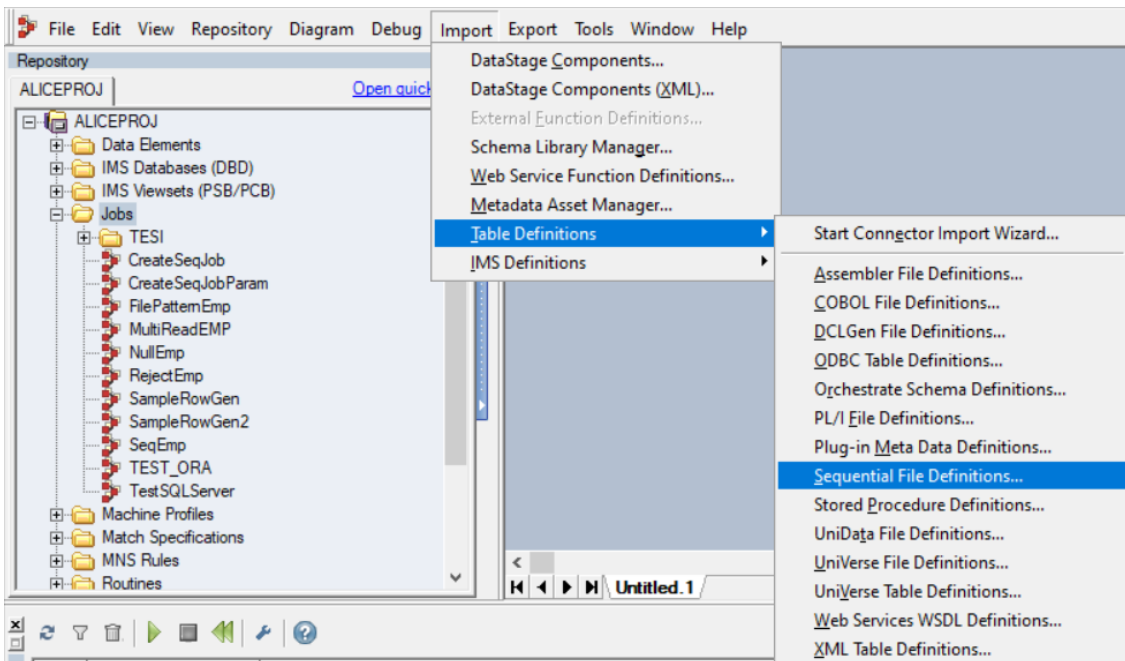 File Edit View Repository Diagram Debug Import Export Tools Window Help
Repository
ALICEPROJ
Open quick
ALICEPROJ
Data Elements
IMS Databases (DBD)
IMS Viewsets (PSB/PCB)
Jobs
TESI
CreateSeqJob
CreateSeqJobParam
FilePatternEmp
MultiReadEMP
NullEmp
RejectEmp
SampleRowGen
SampleRowGen2
SeqEmp
TEST_ORA
TestSQLServer
Machine Profiles
Match Specifications
MNS Rules
Routines
DataStage Components...
DataStage Components (XML)...
External Function Definitions...
Schema Library Manager...
Web Service Function Definitions...
Metadata Asset Manager...
Table Definitions
IMS Definitions
Start Connector Import Wizard...
Assembler File Definitions...
COBOL File Definitions...
DCLGen File Definitions...
ODBC Table Definitions...
Orchestrate Schema Definitions...
PL/I File Definitions...
Plug-in Meta Data Definitions...
Sequential File Definitions...
Stored Procedure Definitions...
UniData File Definitions...
UniVerse File Definitions...
UniVerse Table Definitions...
Web Services WSDL Definitions...
XML Table Definitions...
Untitled.1